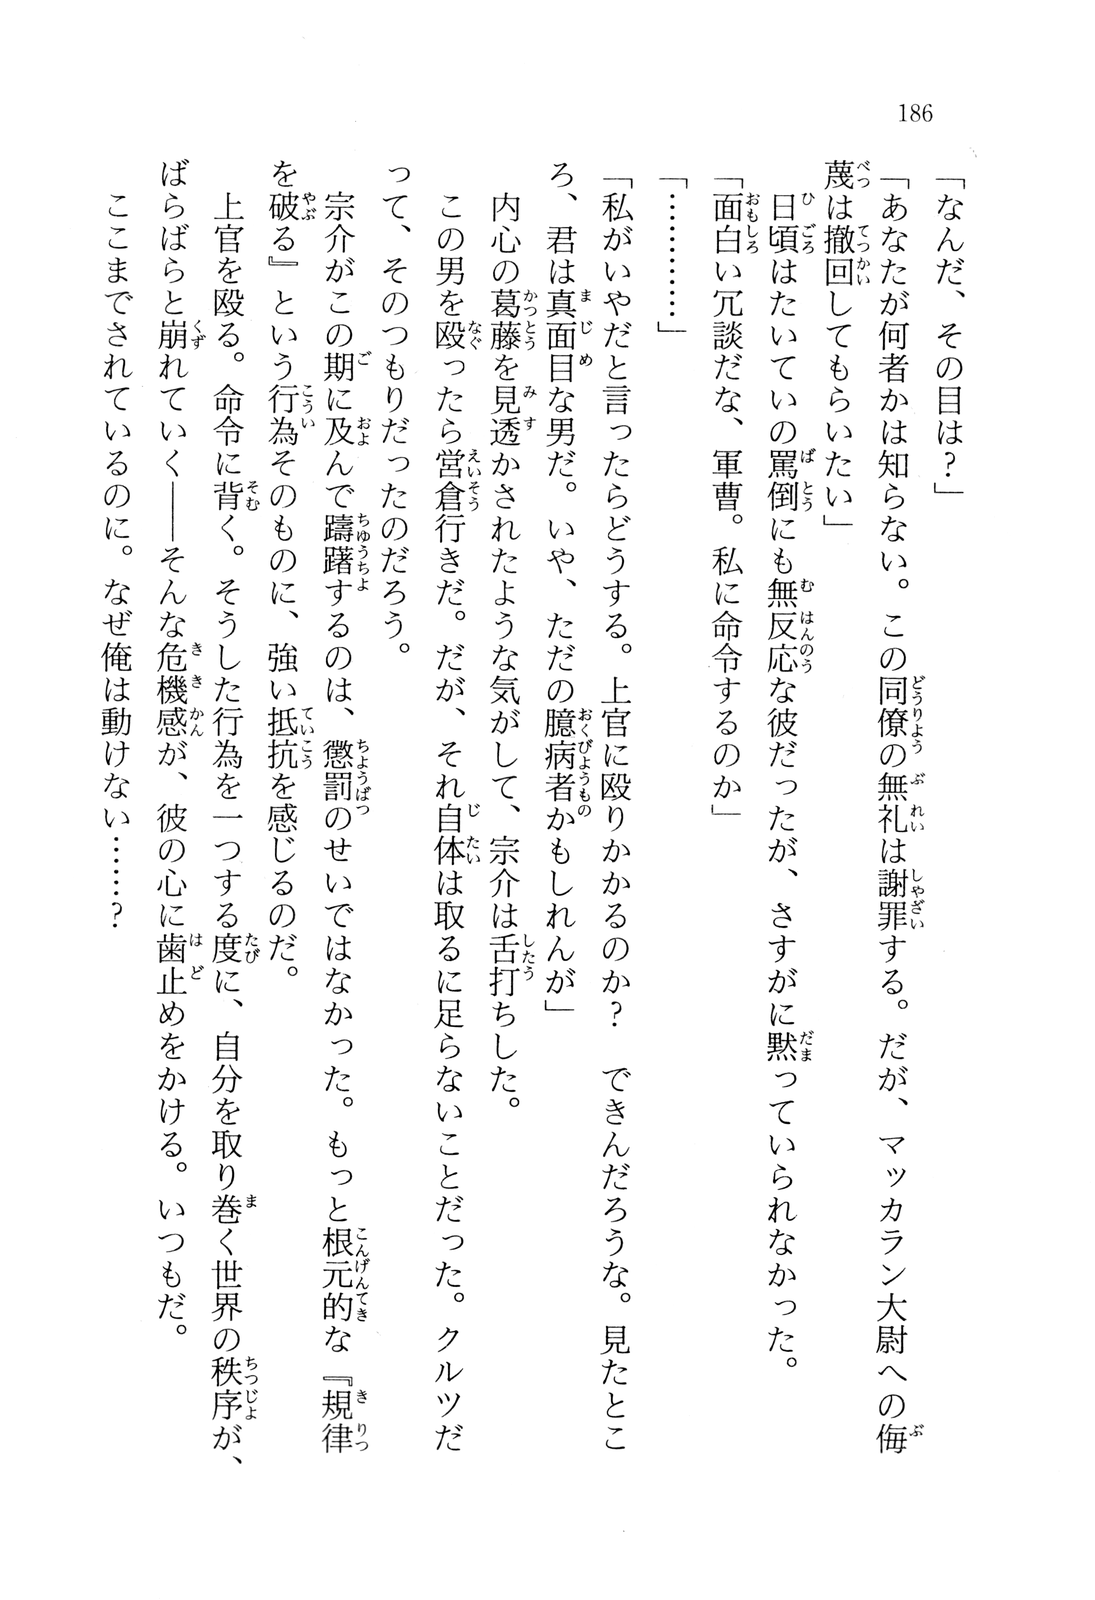 186
「なんだ、その目は？」
「あなたが何者かは知らない。この同僚の無礼は謝罪する。だが、マッカラン大尉への侮
蔑は撤回してもらいたい」
日頃はたいていの罵倒にも無反応な彼だったが、さすがに黙っていられなかった。
「面白い冗談だな、軍曹。私に命令するのか」
「…………」
「私がいやだと言ったらどうする。上官に殴りかかるのか？　できんだろうな。見たとこ
ろ、君は真面目な男だ。いや、ただの臆病者かもしれんが」
内心の葛藤を見透かされたような気がして、宗介は舌打ちした。
この男を殴ったら営倉行きだ。だが、それ自体は取るに足らないことだった。クルツだ
って、そのつもりだったのだろう。
宗介がこの期に及んで躊躇するのは、懲罰のせいではなかった。もっと根元的な『規律
を破る』という行為そのものに、強い抵抗を感じるのだ。
上官を殴る。命令に背く。そうした行為を一つする度に、自分を取り巻く世界の秩序が、
ばらばらと崩れていく――そんな危機感が、彼の心に歯止めをかける。いつもだ。
ここまでされているのに。なぜ俺は動けない……？